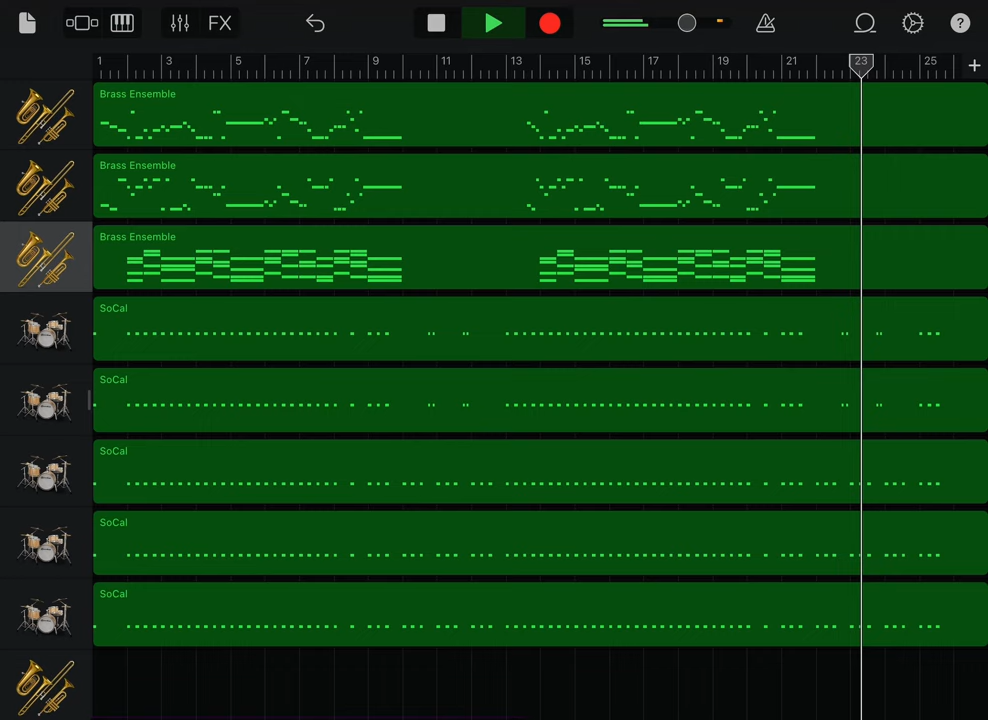 FX
?
1 3 5 7 9 11 13 15 17 19 21 23 25 +
Brass Ensemble
Brass Ensemble
Brass Ensemble
SoCal
SoCal
SoCal
SoCal
SoCal